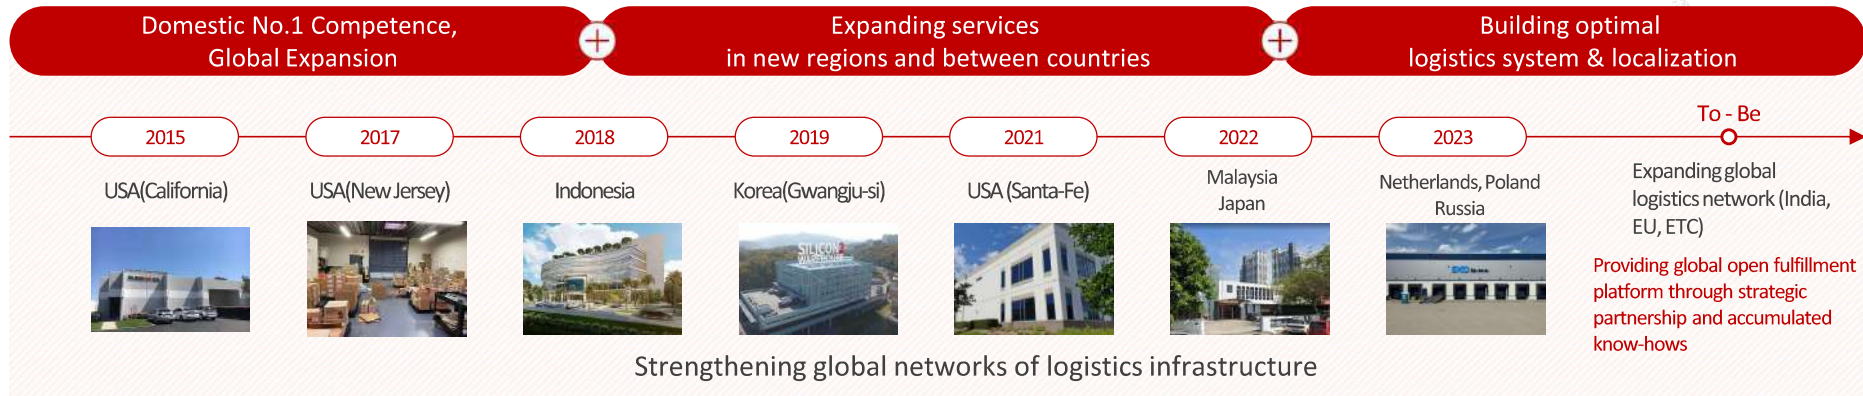 Domestic No.1 Competence,
Global Expansion
Expanding services
in new regions and between countries
Building optimal
logistics system & localization
To - Be
2015
2017
2018
2019
2021
2022
2023
USA(California)
USA(New Jersey)
Indonesia
Korea(Gwangju-si)
USA (Santa-Fe)
Malaysia
Japan
Netherlands, Poland
Russia
Expanding global
logistics network (India,
EU, ETC)
SILICON2
Providing global open fulfillment
platform through strategic
partnership and accumulated
know-hows
Strengthening global networks of logistics infrastructure